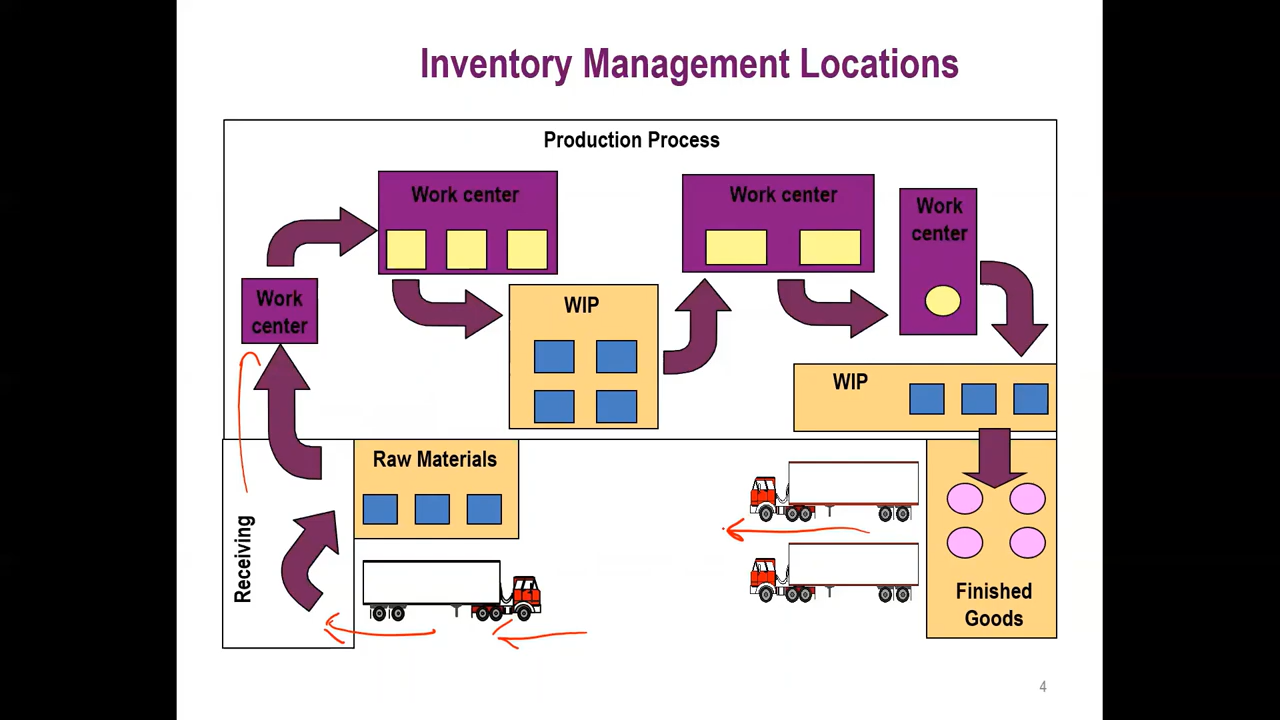 Inventory Management Locations
Production Process
Work center
Work center
Work
center
Work
center
WIP
WIP
Raw Materials
Receiving
Finished
Goods
4